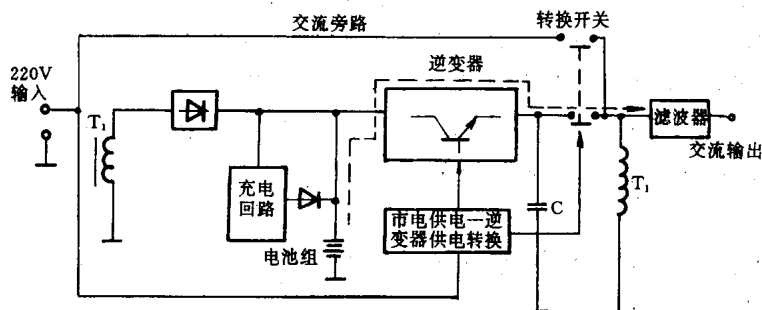 交流旁路
转换开关
220V
输入
逆变器
T₁
滤波器
交流输出
充电
回路
T₁
C
市电供电—逆
变器供电转换
电池组